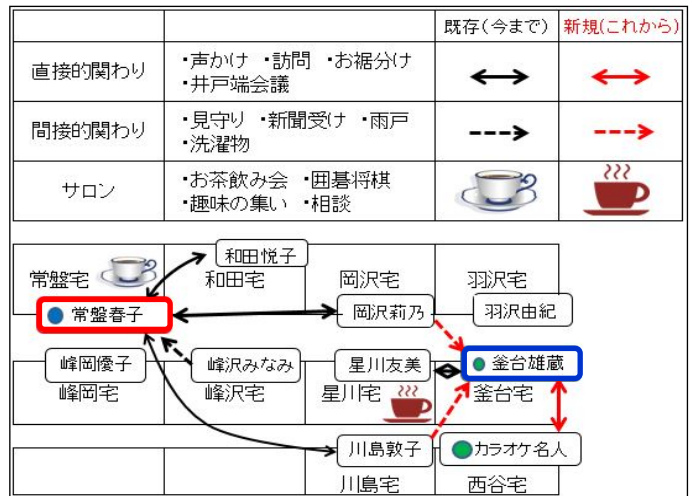 既存(今まで) 新規(これから)
直接的関わり ・声かけ ・訪問 ・お裾分け
・井戸端会議
間接的関わり ・見守り ・新聞受け ・雨戸
・洗濯物
サロン ・お茶飲み会 ・囲碁将棋
・趣味の集い ・相談
和田悦子
常盤宅 和田宅 岡沢宅 羽沢宅
常盤春子 岡沢莉乃 羽沢由紀
峰岡優子 峰沢みなみ 星川友美 釜台雄蔵
峰岡宅 峰沢宅 星川宅 釜台宅
川島敦子 カラオケ名人
川島宅 西谷宅